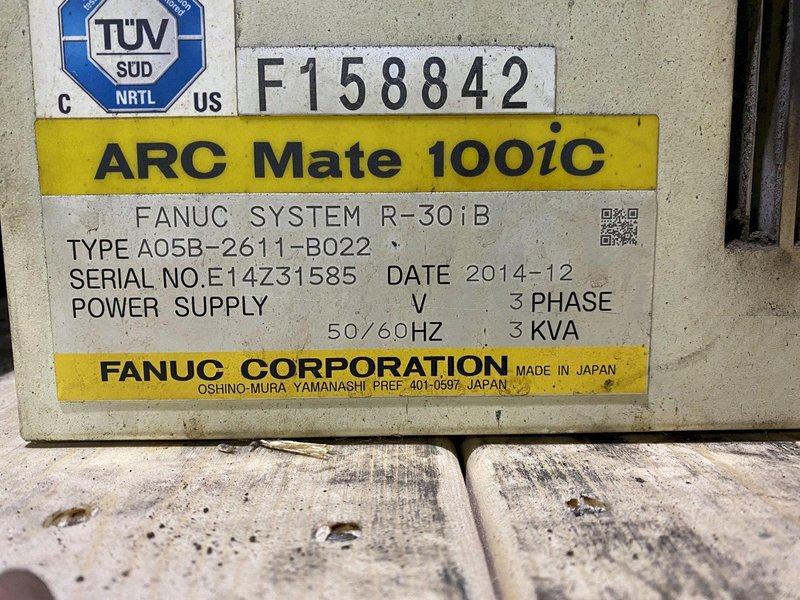 TÜV
SÜD
C NRTL US
F158842
ARC Mate 100iC
FANUC SYSTEM R-30iB
TYPE A05B-2611-B022
SERIAL NO. E14Z31585 DATE 2014-12
POWER SUPPLY V 3 PHASE
50/60HZ 3 KVA
FANUC CORPORATION MADE IN JAPAN
OSHINO-MURA YAMANASHI PREF. 401-0597 JAPAN